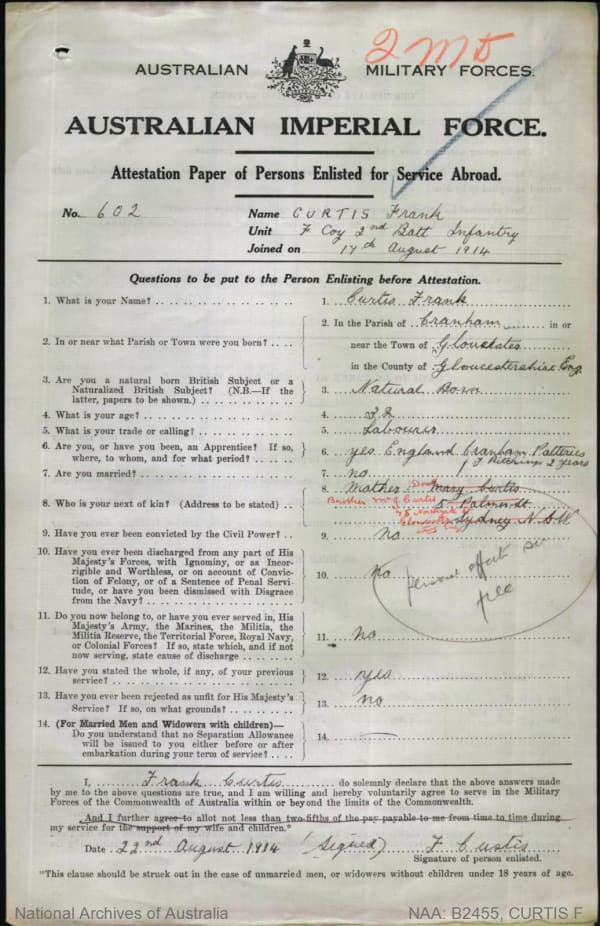 2 MD
AUSTRALIAN MILITARY FORCES.
AUSTRALIAN IMPERIAL FORCE.
Attestation Paper of Persons Enlisted for Service Abroad.
No. 602 Name CURTIS Frank
Unit F Coy 2nd Batt Infantry
Joined on 17th August 1914
Questions to be put to the Person Enlisting before Attestation.
1. What is your Name? 1. Curtis Frank
2. In or near what Parish or Town were you born? 2. In the Parish of Cranham in or
near the Town of
in the County of Gloucestershire Eng
3. Are you a natural born British Subject or a
Naturalized British Subject? (N.B.—If the
latter, papers to be shown.) 3. Natural Born
4. What is your age? 4.
5. What is your trade or calling? 5. Labourer
6. Are you, or have you been, an Apprentice? If so,
where, to whom, and for what period? 6. yes England Cranham Potteries
2 years
7. Are you married? 7. no
8. Who is your next of kin? (Address to be stated) 8. Mother Dead Mary Curtis
Brother Mr J Curtis 5 Palmer St
75
Gloucester Eng Sydney N.S.W
9. Have you ever been convicted by the Civil Power? 9. no
10. Have you ever been discharged from any part of His
Majesty's Forces, with Ignominy, or as Incor-
rigible and Worthless, or on account of Convic-
tion of Felony, or of a Sentence of Penal Servi-
tude, or have you been dismissed with Disgrace
from the Navy? 10. No
personal effects
11. Do you now belong to, or have you ever served in, His
Majesty's Army, the Marines, the Militia, the
Militia Reserve, the Territorial Force, Royal Navy,
or Colonial Forces? If so, state which, and if not
now serving, state cause of discharge 11. no
12. Have you stated the whole, if any, of your previous
service? 12. yes
13. Have you ever been rejected as unfit for His Majesty's
Service? If so, on what grounds? 13. no
14. (For Married Men and Widowers with children)—
Do you understand that no Separation Allowance
will be issued to you either before or after
embarkation during your term of service? 14. —
I, Frank Curtis do solemnly declare that the above answers made
by me to the above questions are true, and I am willing and hereby voluntarily agree to serve in the Military
Forces of the Commonwealth of Australia within or beyond the limits of the Commonwealth.
And I further agree to allot not less than two-fifths of the pay payable to me from time to time during
my service for the support of my wife and children.*
Date 22nd August 1914 (Signed) F Curtis
Signature of person enlisted.
*This clause should be struck out in the case of unmarried men, or widowers without children under 18 years of age.
National Archives of Australia NAA: B2455, CURTIS F